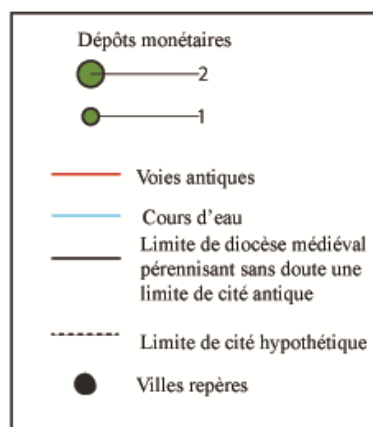 Dépôts monétaires
2
1
Voies antiques
Cours d'eau
Limite de diocèse médiéval
pérennisant sans doute une
limite de cité antique
Limite de cité hypothétique
Villes repères